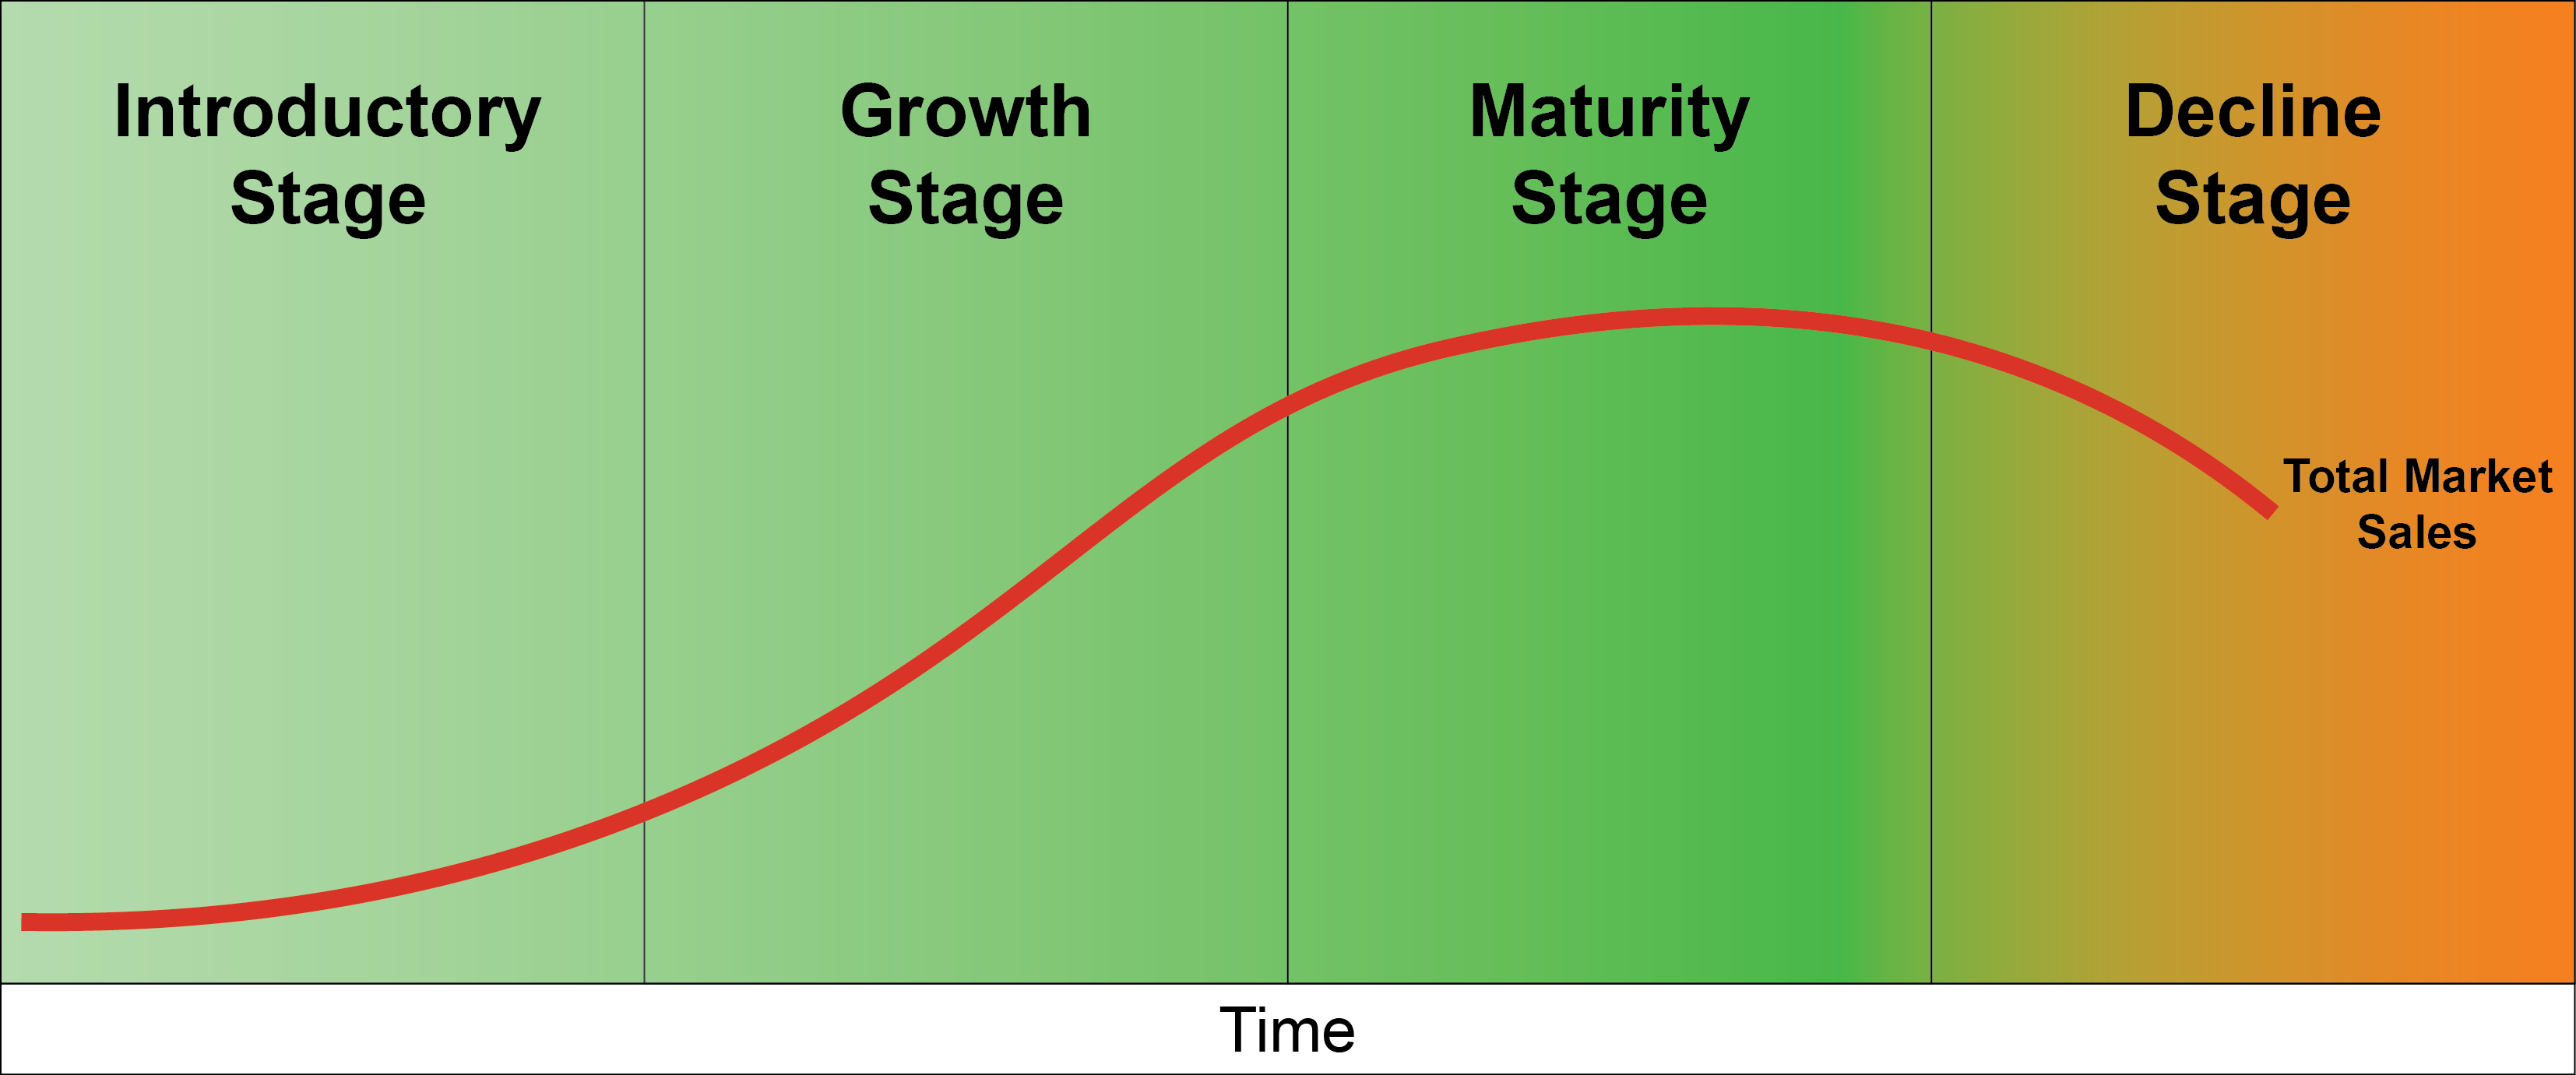 Introductory
Stage
Growth
Stage
Maturity
Stage
Decline
Stage
Total Market
Sales
Time